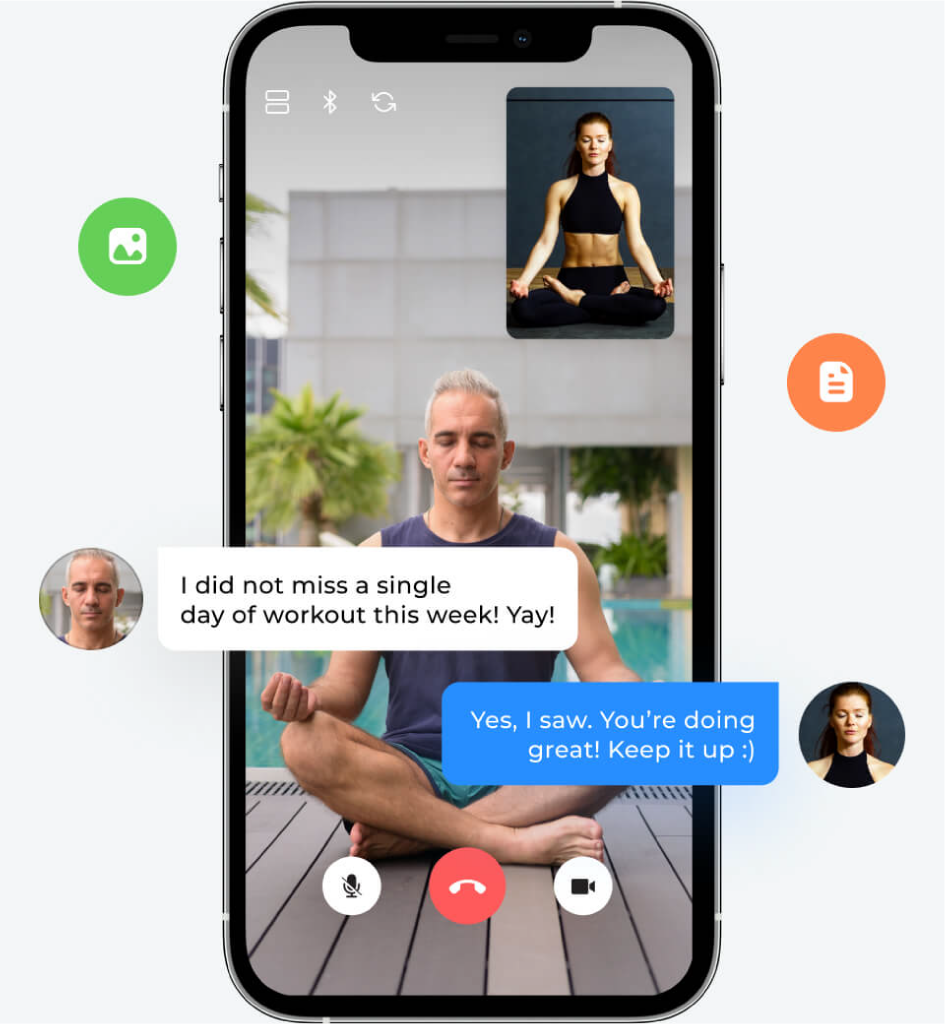 I did not miss a single
day of workout this week! Yay!
Yes, I saw. You’re doing
great! Keep it up :)